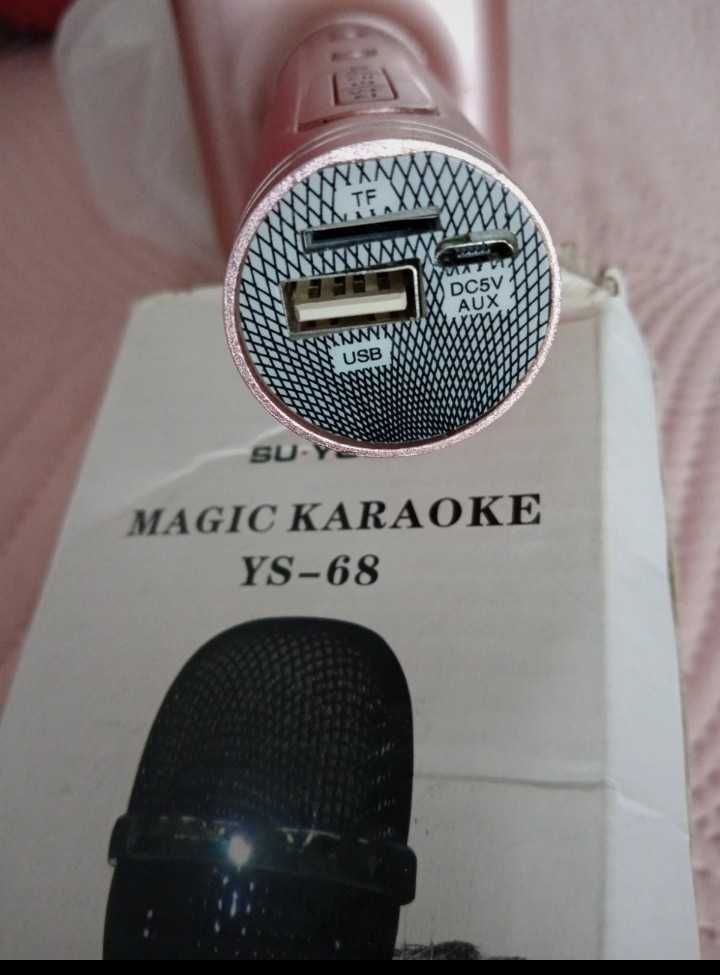 TF
DC5V
AUX
USB
MAGIC KARAOKE
YS-68